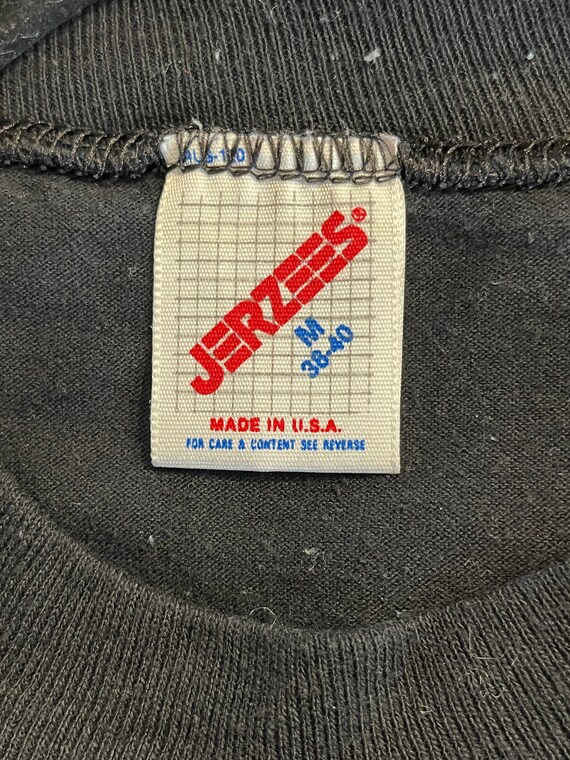 JERZEES®
M
38-40
MADE IN U.S.A.
FOR CARE & CONTENT SEE REVERSE